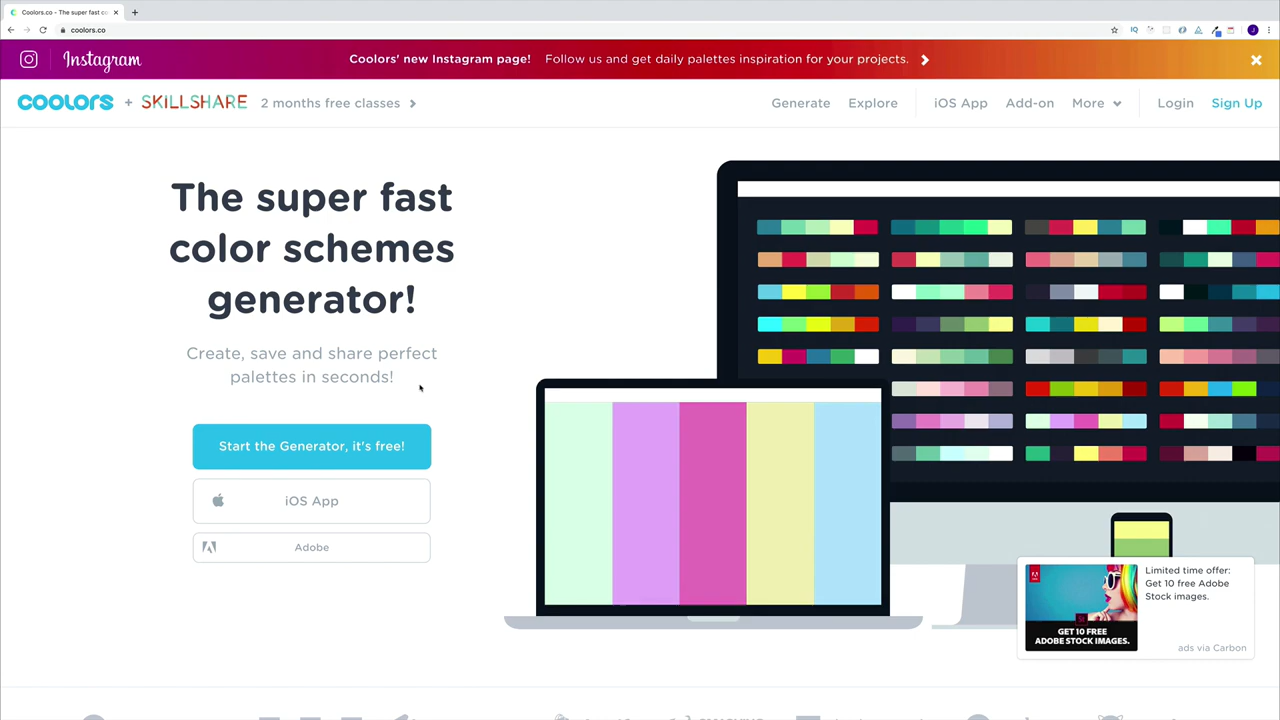 Coolors.co - The super fast co
coolors.co
Instagram
Coolors' new Instagram page! Follow us and get daily palettes inspiration for your projects.
coolors + SKILLSHARE 2 months free classes
Generate Explore iOS App Add-on More Login Sign Up
The super fast
color schemes
generator!
Create, save and share perfect
palettes in seconds!
Start the Generator, it's free!
iOS App
Adobe
Limited time offer:
Get 10 free Adobe
Stock images.
GET 10 FREE
ADOBE STOCK IMAGES.
ads via Carbon